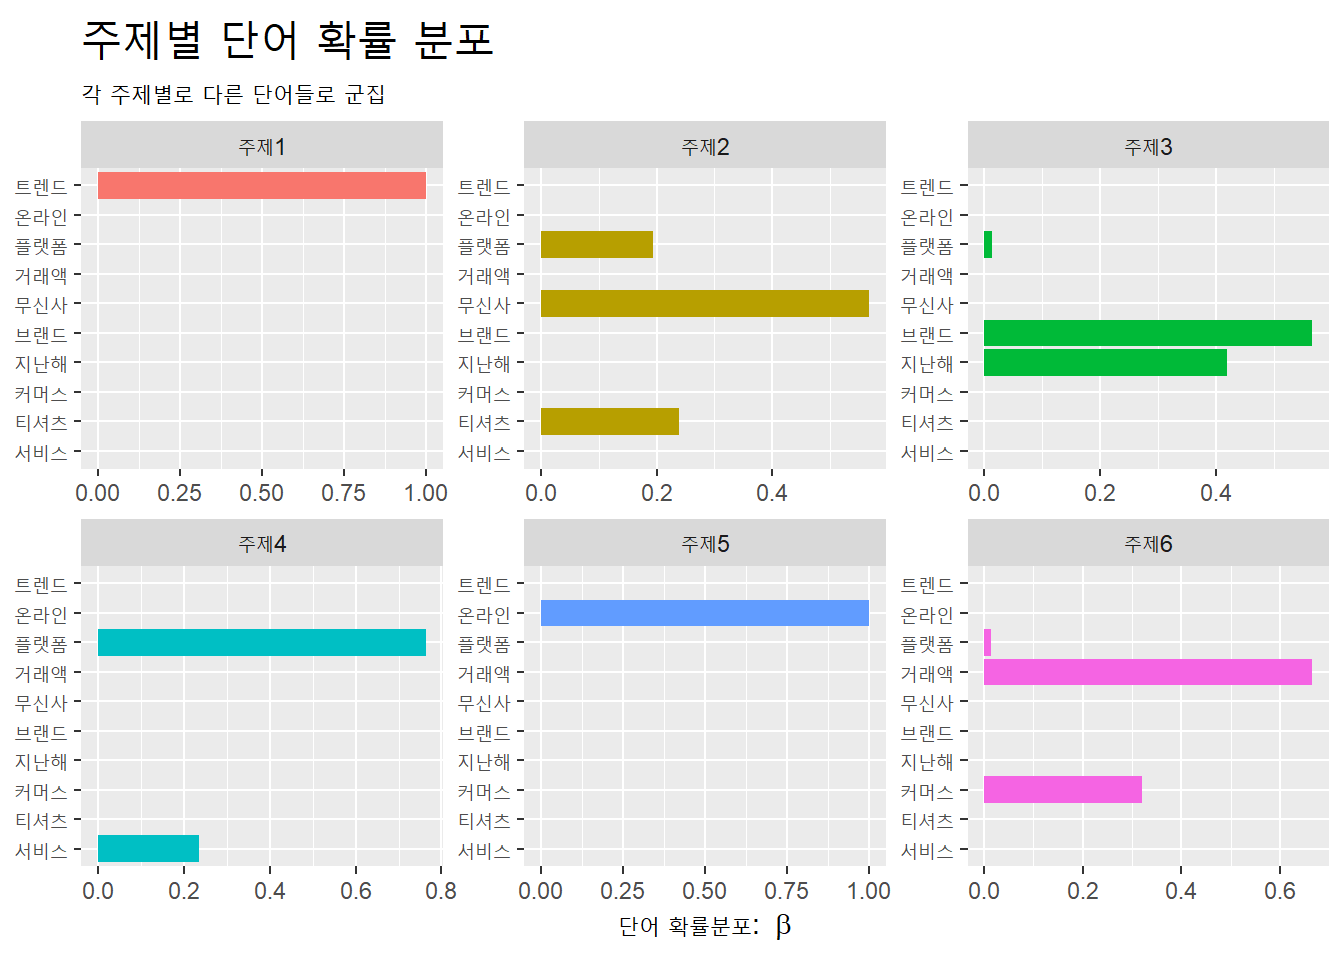 주제별 단어 확률 분포
각 주제별로 다른 단어들로 군집
주제1 주제2 주제3
트렌드 트렌드 트렌드
온라인 온라인 온라인
플랫폼 플랫폼 플랫폼
거래액 거래액 거래액
무신사 무신사 무신사
브랜드 브랜드 브랜드
지난해 지난해 지난해
커머스 커머스 커머스
티셔츠 티셔츠 티셔츠
서비스 서비스 서비스
0.00 0.25 0.50 0.75 1.00 0.0 0.2 0.4 0.0 0.2 0.4
주제4 주제5 주제6
트렌드 트렌드 트렌드
온라인 온라인 온라인
플랫폼 플랫폼 플랫폼
거래액 거래액 거래액
무신사 무신사 무신사
브랜드 브랜드 브랜드
지난해 지난해 지난해
커머스 커머스 커머스
티셔츠 티셔츠 티셔츠
서비스 서비스 서비스
0.0 0.2 0.4 0.6 0.8 0.00 0.25 0.50 0.75 1.00 0.0 0.2 0.4 0.6
단어 확률분포: β